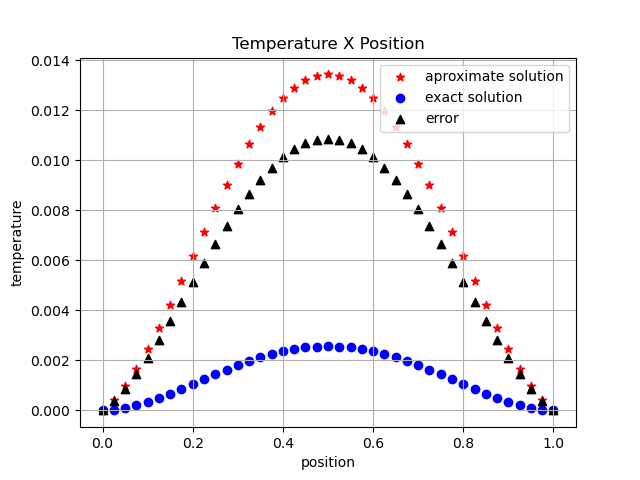 Temperature X Position
0.014
0.012
0.010
0.008
0.006
0.004
0.002
0.000
temperature
aproximate solution
exact solution
error
0.0 0.2 0.4 0.6 0.8 1.0
position